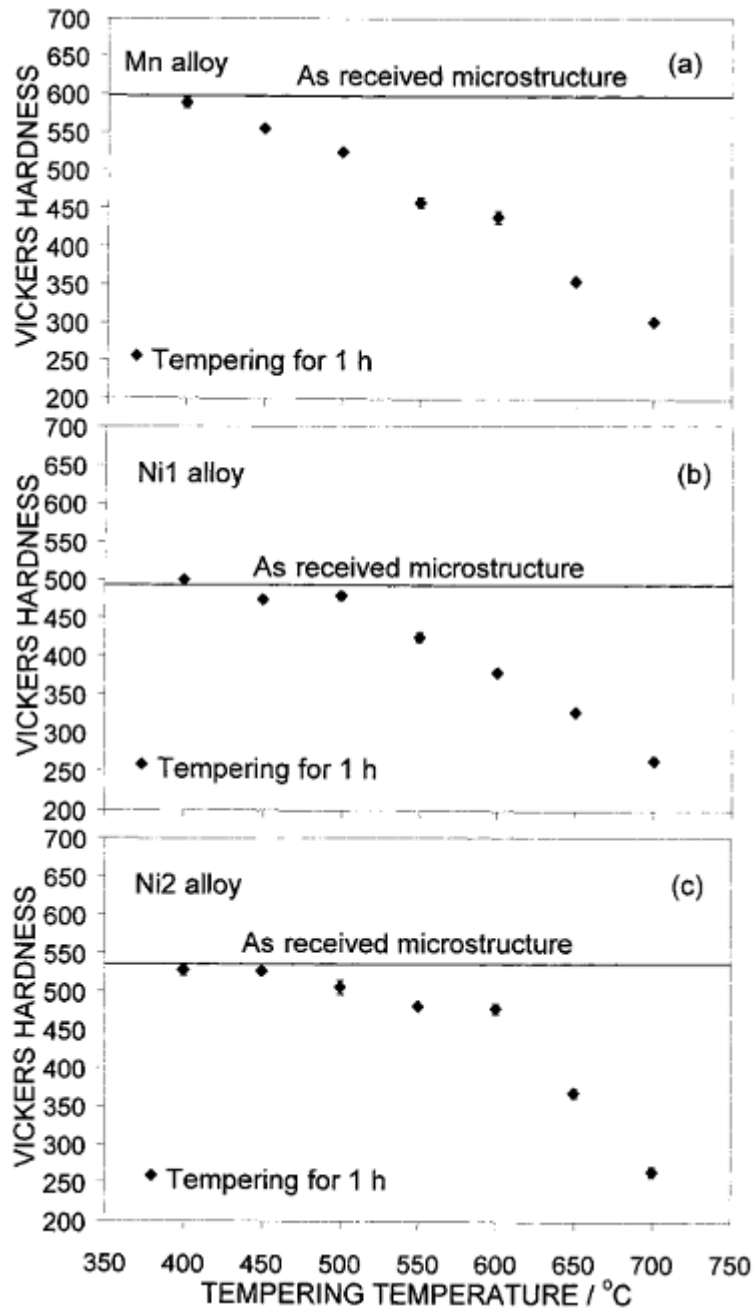 700
650
600
550
500
450
400
350
300
250
200
VICKERS HARDNESS
Mn alloy
(a)
As received microstructure
Tempering for 1 h
700
650
600
550
500
450
400
350
300
250
200
VICKERS HARDNESS
Ni1 alloy
(b)
As received microstructure
Tempering for 1 h
700
650
600
550
500
450
400
350
300
250
200
VICKERS HARDNESS
Ni2 alloy
(c)
As received microstructure
Tempering for 1 h
350 400 450 500 550 600 650 700 750
TEMPERING TEMPERATURE / °C